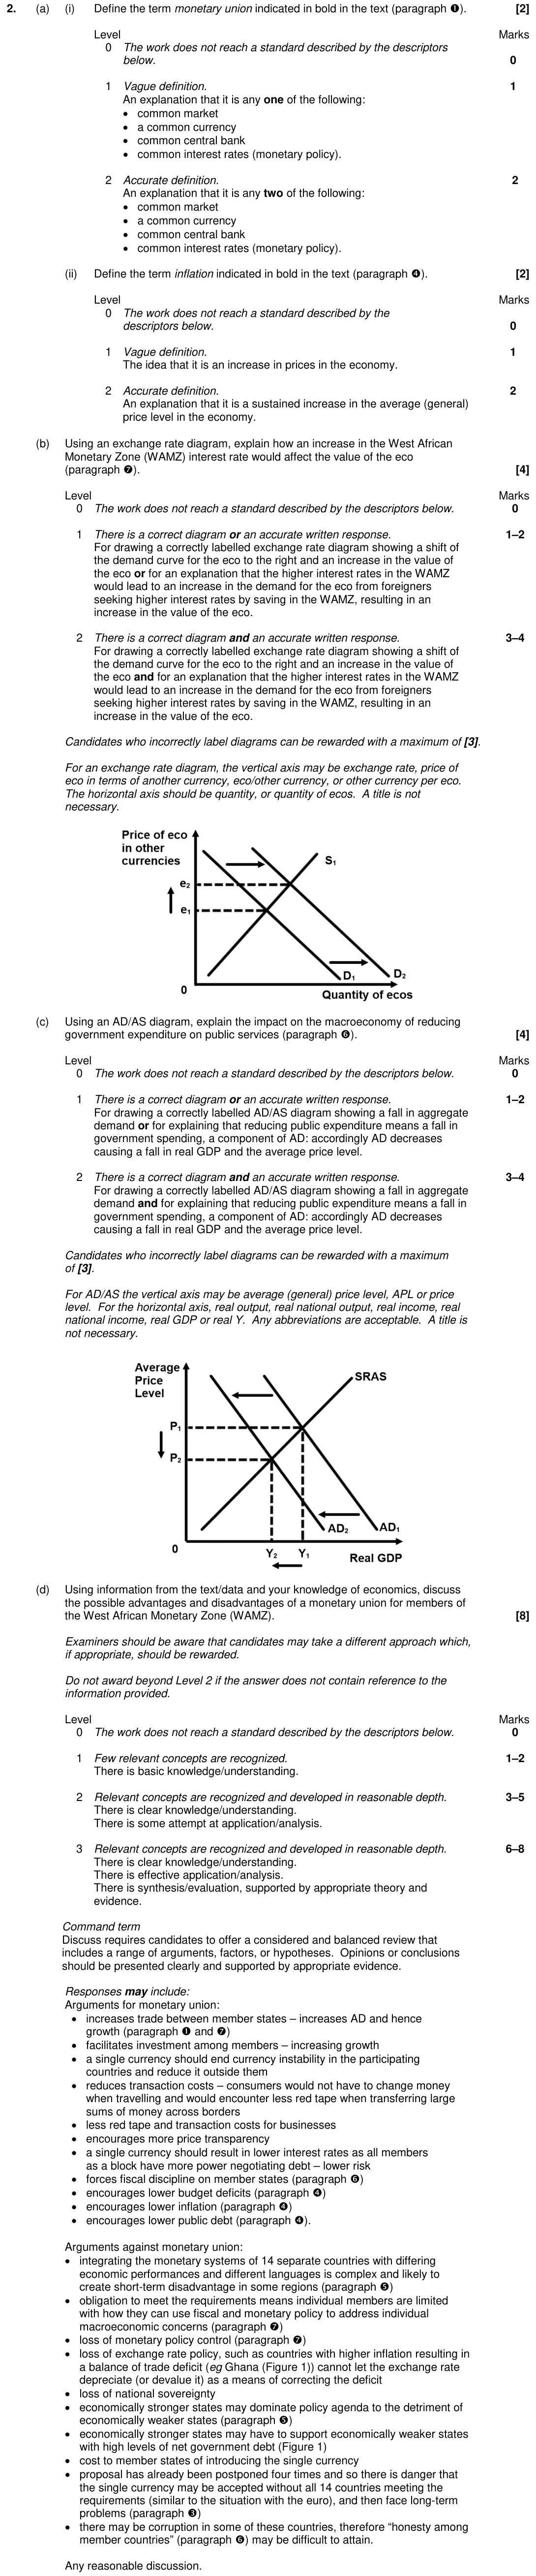 2. (a) (i) Define the term monetary union indicated in bold in the text (paragraph ❶). [2]
Level Marks
0 The work does not reach a standard described by the descriptors
below. 0
1 Vague definition. 1
An explanation that it is any one of the following:
• common market
• a common currency
• common central bank
• common interest rates (monetary policy).
2 Accurate definition. 2
An explanation that it is any two of the following:
• common market
• a common currency
• common central bank
• common interest rates (monetary policy).
(ii) Define the term inflation indicated in bold in the text (paragraph ❹). [2]
Level Marks
0 The work does not reach a standard described by the
descriptors below. 0
1 Vague definition. 1
The idea that it is an increase in prices in the economy.
2 Accurate definition. 2
An explanation that it is a sustained increase in the average (general)
price level in the economy.
(b) Using an exchange rate diagram, explain how an increase in the West African
Monetary Zone (WAMZ) interest rate would affect the value of the eco
(paragraph ❼). [4]
Level Marks
0 The work does not reach a standard described by the descriptors below. 0
1 There is a correct diagram or an accurate written response. 1–2
For drawing a correctly labelled exchange rate diagram showing a shift of
the demand curve for the eco to the right and an increase in the value of
the eco or for an explanation that the higher interest rates in the WAMZ
would lead to an increase in the demand for the eco from foreigners
seeking higher interest rates by saving in the WAMZ, resulting in an
increase in the value of the eco.
2 There is a correct diagram and an accurate written response. 3–4
For drawing a correctly labelled exchange rate diagram showing a shift of
the demand curve for the eco to the right and an increase in the value of
the eco and for an explanation that the higher interest rates in the WAMZ
would lead to an increase in the demand for the eco from foreigners
seeking higher interest rates by saving in the WAMZ, resulting in an
increase in the value of the eco.
Candidates who incorrectly label diagrams can be rewarded with a maximum of [3].
For an exchange rate diagram, the vertical axis may be exchange rate, price of
eco in terms of another currency, eco/other currency, or other currency per eco.
The horizontal axis should be quantity, or quantity of ecos. A title is not
necessary.
Price of eco
in other
currencies
S₁
e₂
e₁
D₁ D₂
0
Quantity of ecos
(c) Using an AD/AS diagram, explain the impact on the macroeconomy of reducing
government expenditure on public services (paragraph ❻). [4]
Level Marks
0 The work does not reach a standard described by the descriptors below. 0
1 There is a correct diagram or an accurate written response. 1–2
For drawing a correctly labelled AD/AS diagram showing a fall in aggregate
demand or for explaining that reducing public expenditure means a fall in
government spending, a component of AD: accordingly AD decreases
causing a fall in real GDP and the average price level.
2 There is a correct diagram and an accurate written response. 3–4
For drawing a correctly labelled AD/AS diagram showing a fall in aggregate
demand and for explaining that reducing public expenditure means a fall in
government spending, a component of AD: accordingly AD decreases
causing a fall in real GDP and the average price level.
Candidates who incorrectly label diagrams can be rewarded with a maximum
of [3].
For AD/AS the vertical axis may be average (general) price level, APL or price
level. For the horizontal axis, real output, real national output, real income, real
national income, real GDP or real Y. Any abbreviations are acceptable. A title is
not necessary.
Average
Price
Level
SRAS
P₁
P₂
AD₂ AD₁
0
Y₂ Y₁
Real GDP
(d) Using information from the text/data and your knowledge of economics, discuss
the possible advantages and disadvantages of a monetary union for members of
the West African Monetary Zone (WAMZ). [8]
Examiners should be aware that candidates may take a different approach which,
if appropriate, should be rewarded.
Do not award beyond Level 2 if the answer does not contain reference to the
information provided.
Level Marks
0 The work does not reach a standard described by the descriptors below. 0
1 Few relevant concepts are recognized. 1–2
There is basic knowledge/understanding.
2 Relevant concepts are recognized and developed in reasonable depth. 3–5
There is clear knowledge/understanding.
There is some attempt at application/analysis.
3 Relevant concepts are recognized and developed in reasonable depth. 6–8
There is clear knowledge/understanding.
There is effective application/analysis.
There is synthesis/evaluation, supported by appropriate theory and
evidence.
Command term
Discuss requires candidates to offer a considered and balanced review that
includes a range of arguments, factors, or hypotheses. Opinions or conclusions
should be presented clearly and supported by appropriate evidence.
Responses may include:
Arguments for monetary union:
• increases trade between member states – increases AD and hence
growth (paragraph ❶ and ❼)
• facilitates investment among members – increasing growth
• a single currency should end currency instability in the participating
countries and reduce it outside them
• reduces transaction costs – consumers would not have to change money
when travelling and would encounter less red tape when transferring large
sums of money across borders
• less red tape and transaction costs for businesses
• encourages more price transparency
• a single currency should result in lower interest rates as all members
as a block have more power negotiating debt – lower risk
• forces fiscal discipline on member states (paragraph ❻)
• encourages lower budget deficits (paragraph ❹)
• encourages lower inflation (paragraph ❹)
• encourages lower public debt (paragraph ❹).
Arguments against monetary union:
• integrating the monetary systems of 14 separate countries with differing
economic performances and different languages is complex and likely to
create short-term disadvantage in some regions (paragraph ❺)
• obligation to meet the requirements means individual members are limited
with how they can use fiscal and monetary policy to address individual
macroeconomic concerns (paragraph ❼)
• loss of monetary policy control (paragraph ❼)
• loss of exchange rate policy, such as countries with higher inflation resulting in
a balance of trade deficit (eg Ghana (Figure 1)) cannot let the exchange rate
depreciate (or devalue it) as a means of correcting the deficit
• loss of national sovereignty
• economically stronger states may dominate policy agenda to the detriment of
economically weaker states (paragraph ❺)
• economically stronger states may have to support economically weaker states
with high levels of net government debt (Figure 1)
• cost to member states of introducing the single currency
• proposal has already been postponed four times and so there is danger that
the single currency may be accepted without all 14 countries meeting the
requirements (similar to the situation with the euro), and then face long-term
problems (paragraph ❸)
• there may be corruption in some of these countries, therefore “honesty among
member countries” (paragraph ❻) may be difficult to attain.
Any reasonable discussion.